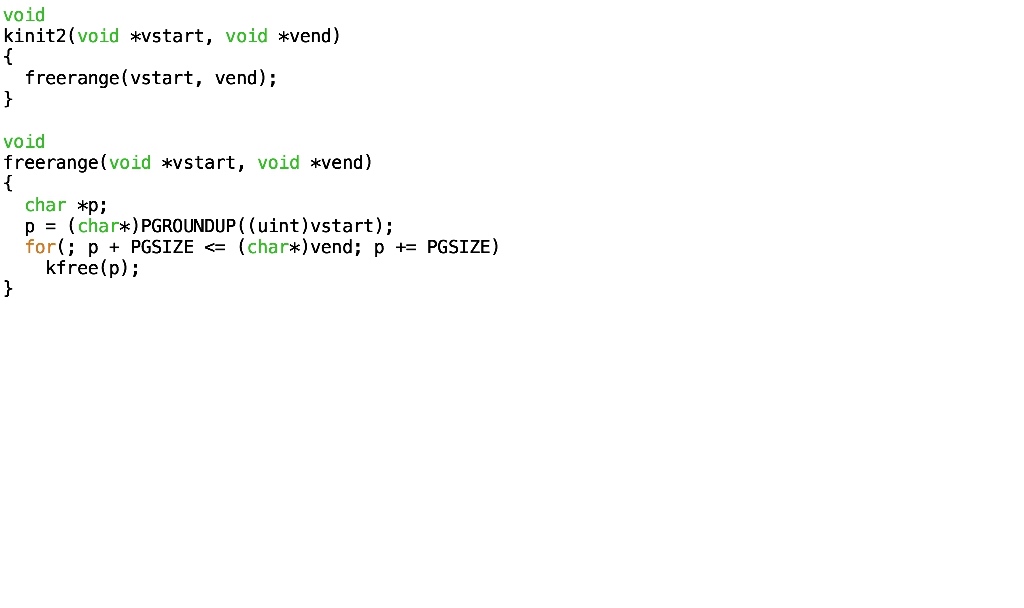 void
kinit2(void *vstart, void *vend)
{
  freerange(vstart, vend);
}

void
freerange(void *vstart, void *vend)
{
  char *p;
  p = (char*)PGROUNDUP((uint)vstart);
  for(; p + PGSIZE <= (char*)vend; p += PGSIZE)
    kfree(p);
}